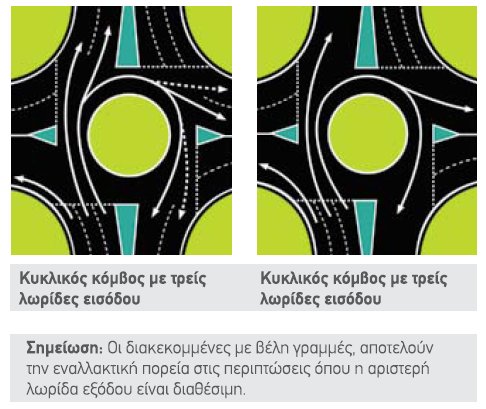 Κυκλικός κόμβος με τρείς
λωρίδες εισόδου
Κυκλικός κόμβος με τρείς
λωρίδες εισόδου
Σημείωση: Οι διακεκομμένες με βέλη γραμμές, αποτελούν
την εναλλακτική πορεία στις περιπτώσεις όπου η αριστερή
λωρίδα εξόδου είναι διαθέσιμη.